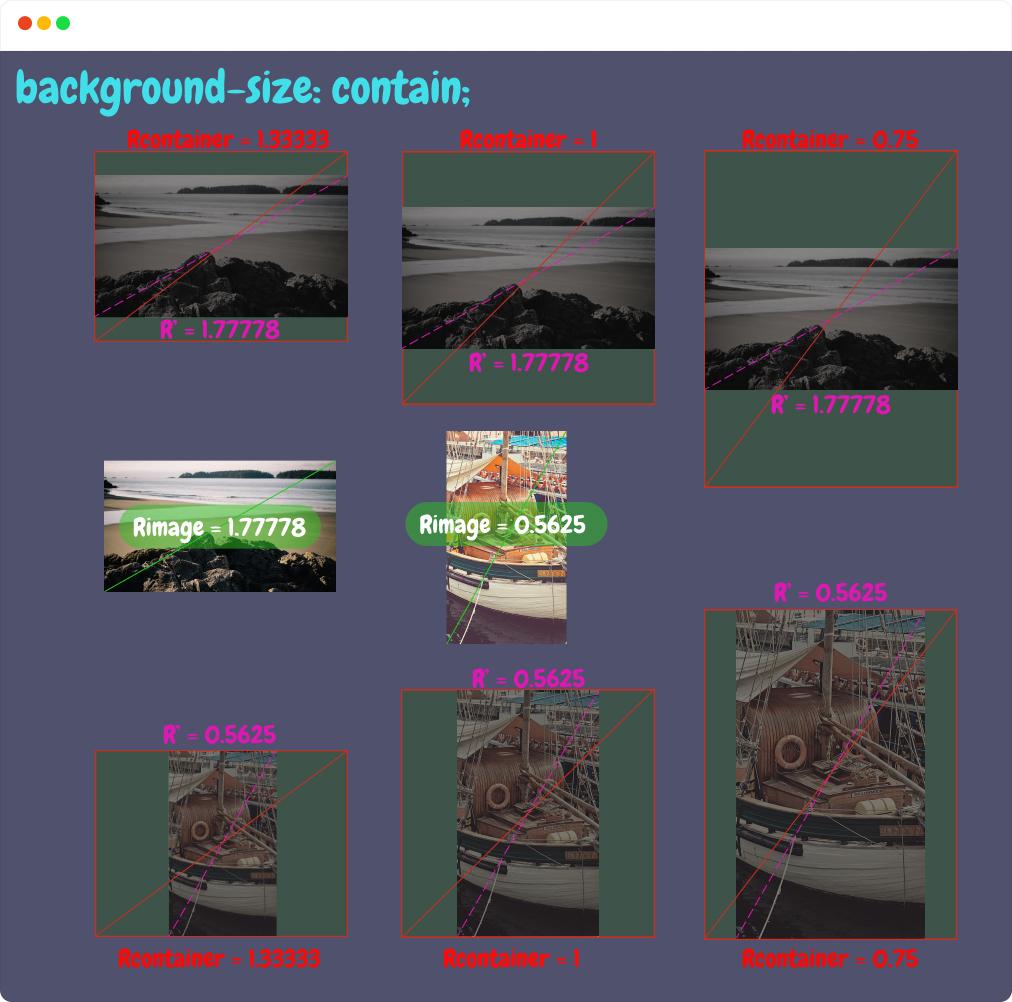 background-size: contain;
Rcontainer = 1.33333
Rcontainer = 1
Rcontainer = 0.75
R' = 1.77778
R' = 1.77778
R' = 1.77778
Rimage = 1.77778
Rimage = 0.5625
R' = 0.5625
R' = 0.5625
R' = 0.5625
Rcontainer = 1.33333
Rcontainer = 1
Rcontainer = 0.75